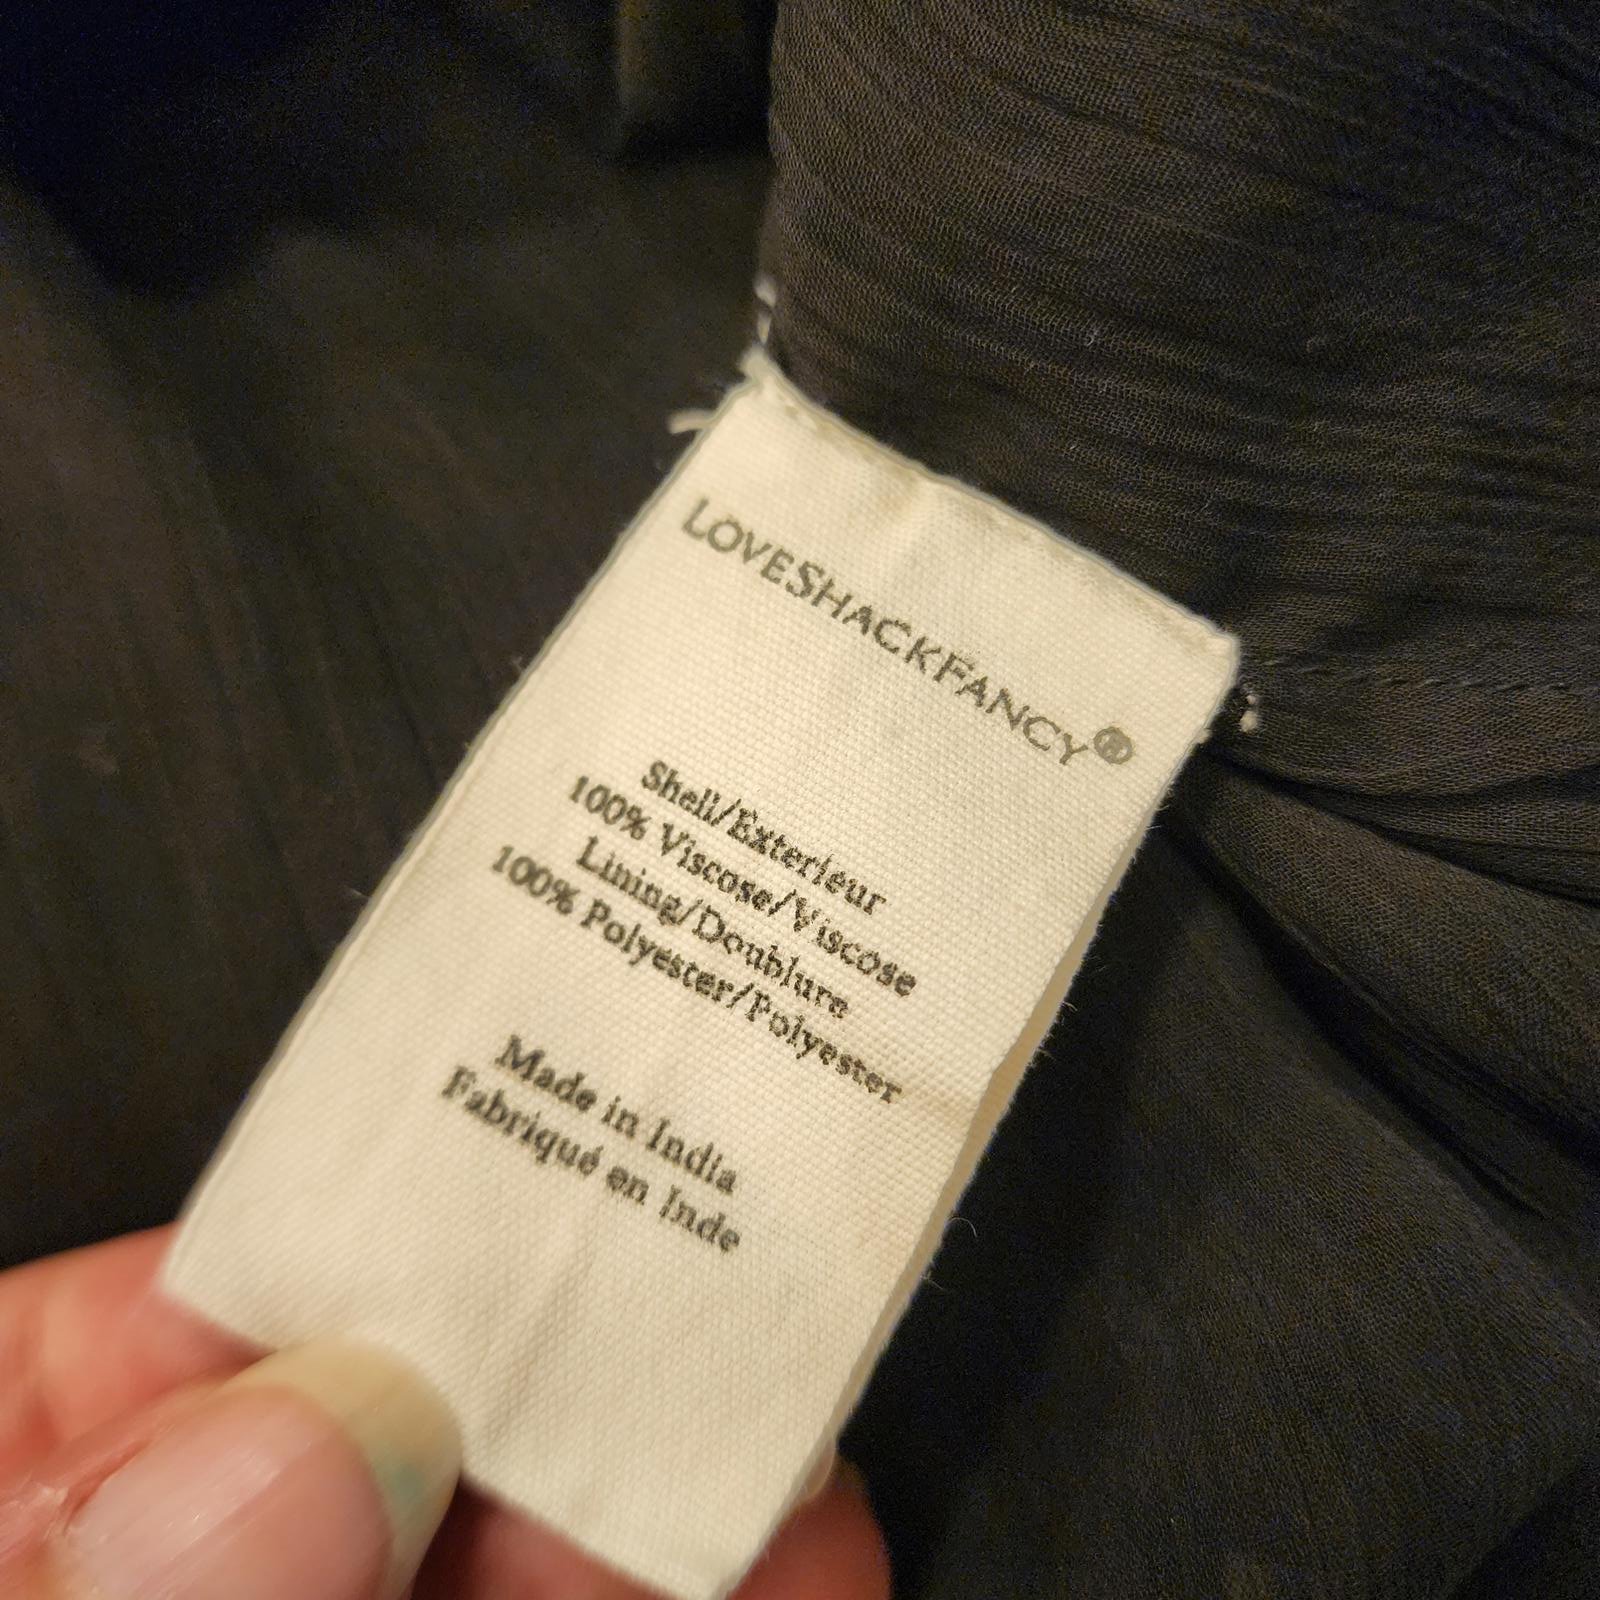 LOVESHACKFANCY®
Shell/Exterieur
100% Viscose/Viscose
Lining/Doublure
100% Polyester/Polyester
Made in India
Fabriqué en Inde